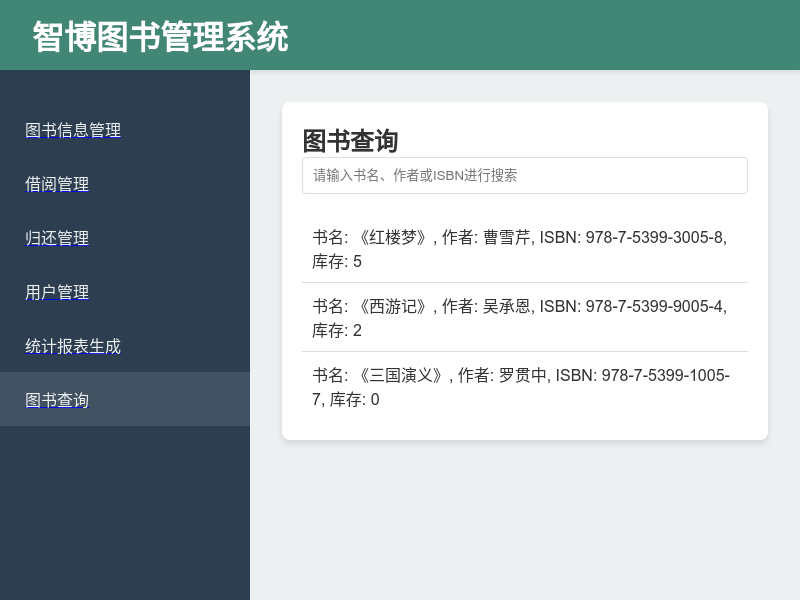 智博图书管理系统
图书信息管理
借阅管理
归还管理
用户管理
统计报表生成
图书查询
图书查询
请输入书名、作者或ISBN进行搜索
书名: 《红楼梦》, 作者: 曹雪芹, ISBN: 978-7-5399-3005-8,
库存: 5
书名: 《西游记》, 作者: 吴承恩, ISBN: 978-7-5399-9005-4,
库存: 2
书名: 《三国演义》, 作者: 罗贯中, ISBN: 978-7-5399-1005-
7, 库存: 0